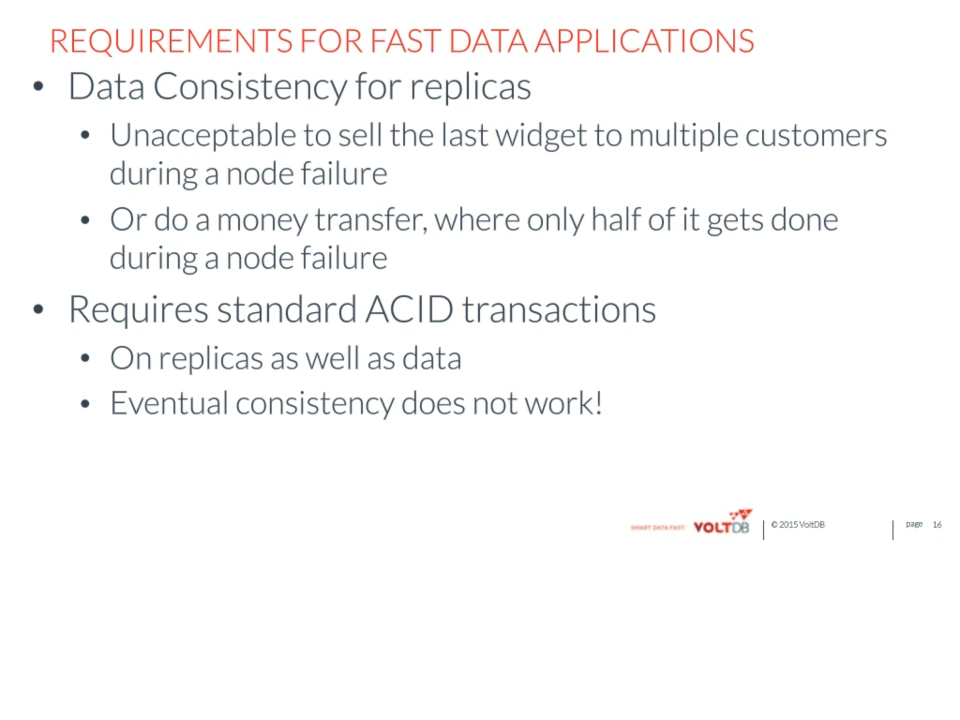 REQUIREMENTS FOR FAST DATA APPLICATIONS
• Data Consistency for replicas
• Unacceptable to sell the last widget to multiple customers
during a node failure
• Or do a money transfer, where only half of it gets done
during a node failure
• Requires standard ACID transactions
• On replicas as well as data
• Eventual consistency does not work!
SMART DATA FAST VOLTDB © 2015 VoltDB page 16